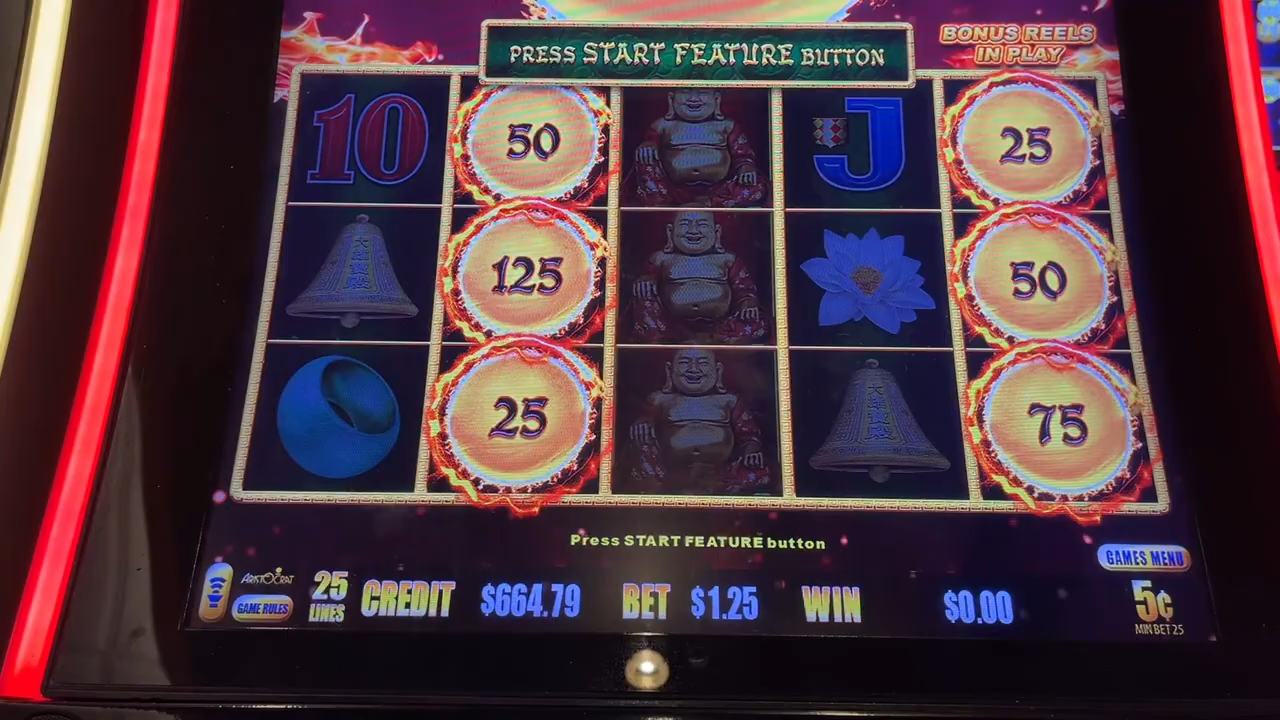 PRESS START FEATURE BUTTON
BONUS REELS
IN PLAY
10
50
J
25
125
50
25
75
Press START FEATURE button
GAMES MENU
ARISTOCRAT
GAME RULES
25
LINES
CREDIT $664.79 BET $1.25 WIN $0.00
5¢
MIN BET 25